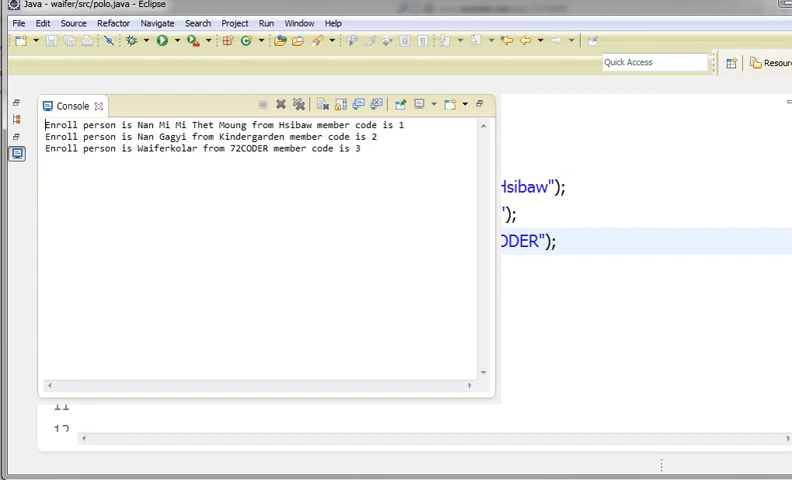 Java - waifer/src/polo.java - Eclipse
File Edit Source Refactor Navigate Search Project Run Window Help
Quick Access
Resour
Console
Enroll person is Nan Mi Mi Thet Moung from Hsibaw member code is 1
Enroll person is Nan Gagyi from Kindergarden member code is 2
Enroll person is Waiferkolar from 72CODER member code is 3
Hsibaw");
");
ODER");
11
12